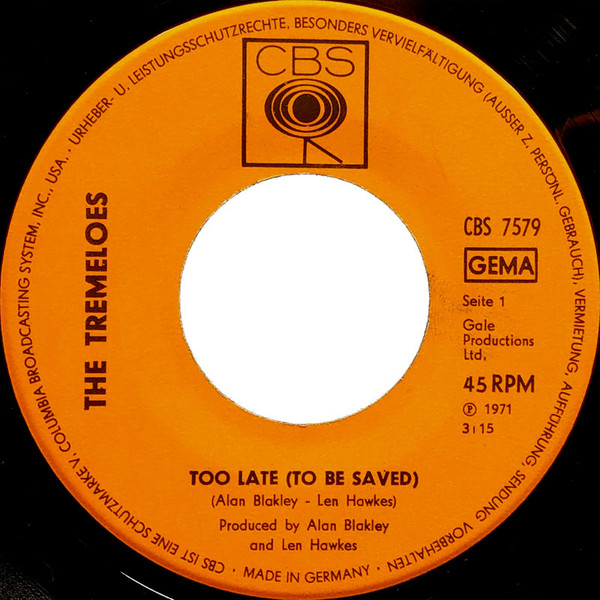 CBS
THE TREMELOES
CBS 7579
GEMA
Seite 1
Gale
Productions
Ltd.
45 RPM
℗ 1971
3:15
TOO LATE (TO BE SAVED)
(Alan Blakley - Len Hawkes)
Produced by Alan Blakley
and Len Hawkes
CBS IST EINE SCHUTZMARKE V. COLUMBIA BROADCASTING SYSTEM, INC., USA. · URHEBER- U. LEISTUNGSSCHUTZRECHTE, BESONDERS VERVIELFÄLTIGUNG (AUSSER Z. PERSÖNL. GEBRAUCH), VERMIETUNG, AUFFÜHRUNG, SENDUNG VORBEHALTEN · MADE IN GERMANY ·